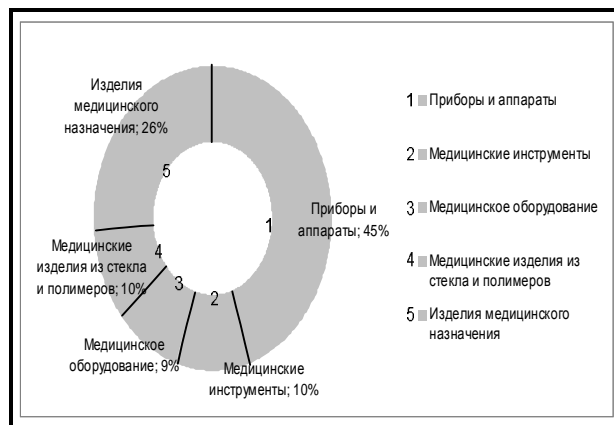 Изделия
медицинского
назначения; 26%
5
Приборы и
аппараты; 45%
1
Медицинские
изделия из стекла
и полимеров; 10%
4
3
2
Медицинское
оборудование; 9%
Медицинские
инструменты; 10%
1 Приборы и аппараты
2 Медицинские инструменты
3 Медицинское оборудование
4 Медицинские изделия из
стекла и полимеров
5 Изделия медицинского
назначения